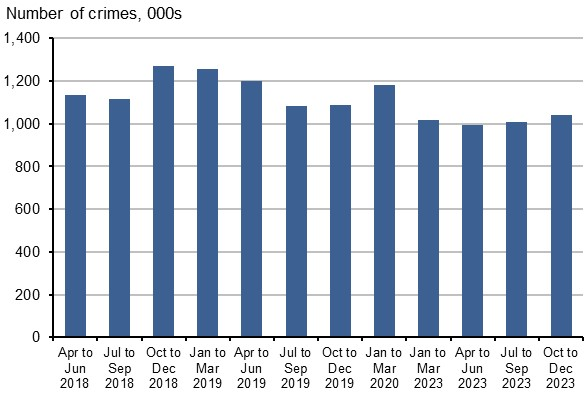 Number of crimes, 000s
1,400
1,200
1,000
800
600
400
200
0
Apr to Jun 2018
Jul to Sep 2018
Oct to Dec 2018
Jan to Mar 2019
Apr to Jun 2019
Jul to Sep 2019
Oct to Dec 2019
Jan to Mar 2020
Jan to Mar 2023
Apr to Jun 2023
Jul to Sep 2023
Oct to Dec 2023